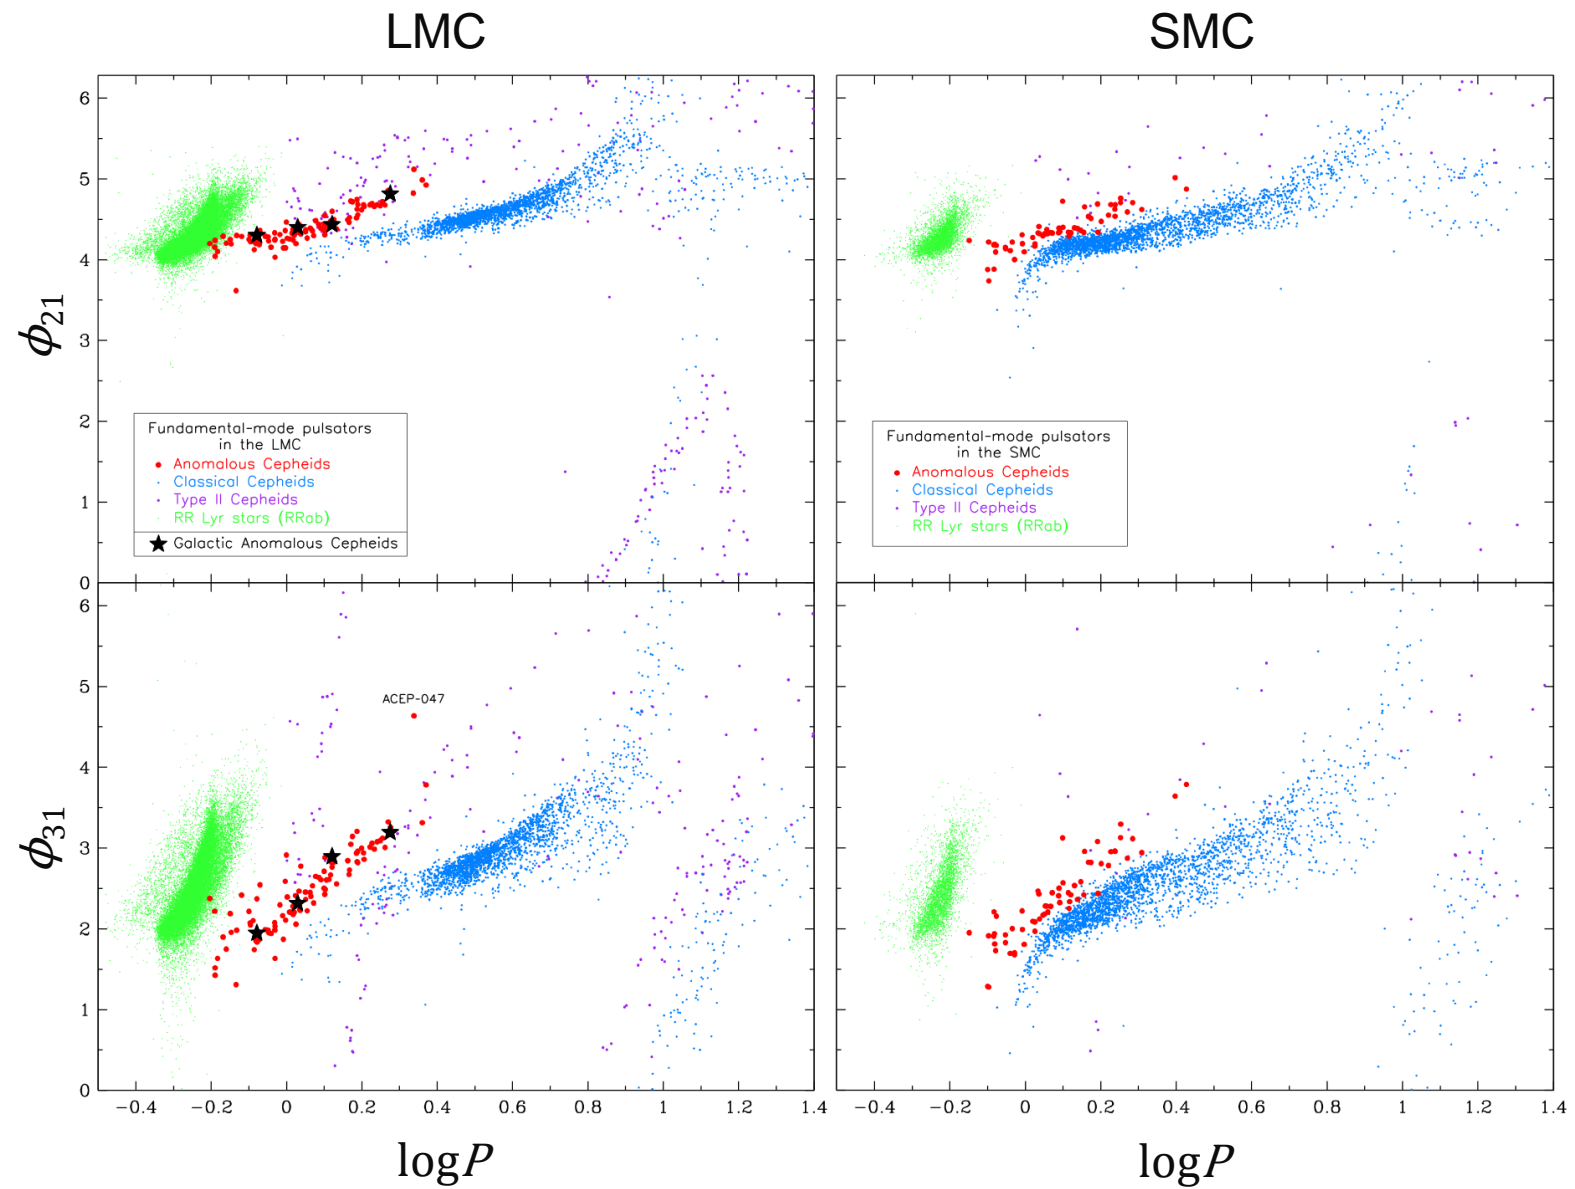 LMC
SMC
6
5
4
3
2
1
0
ϕ21
Fundamental-mode pulsators
in the LMC
Anomalous Cepheids
Classical Cepheids
Type II Cepheids
RR Lyr stars (RRab)
Galactic Anomalous Cepheids
Fundamental-mode pulsators
in the SMC
Anomalous Cepheids
Classical Cepheids
Type II Cepheids
RR Lyr stars (RRab)
6
5
4
3
2
1
0
ϕ31
ACEP-047
−0.4 −0.2 0 0.2 0.4 0.6 0.8 1 1.2 1.4
−0.4 −0.2 0 0.2 0.4 0.6 0.8 1 1.2 1.4
logP
logP